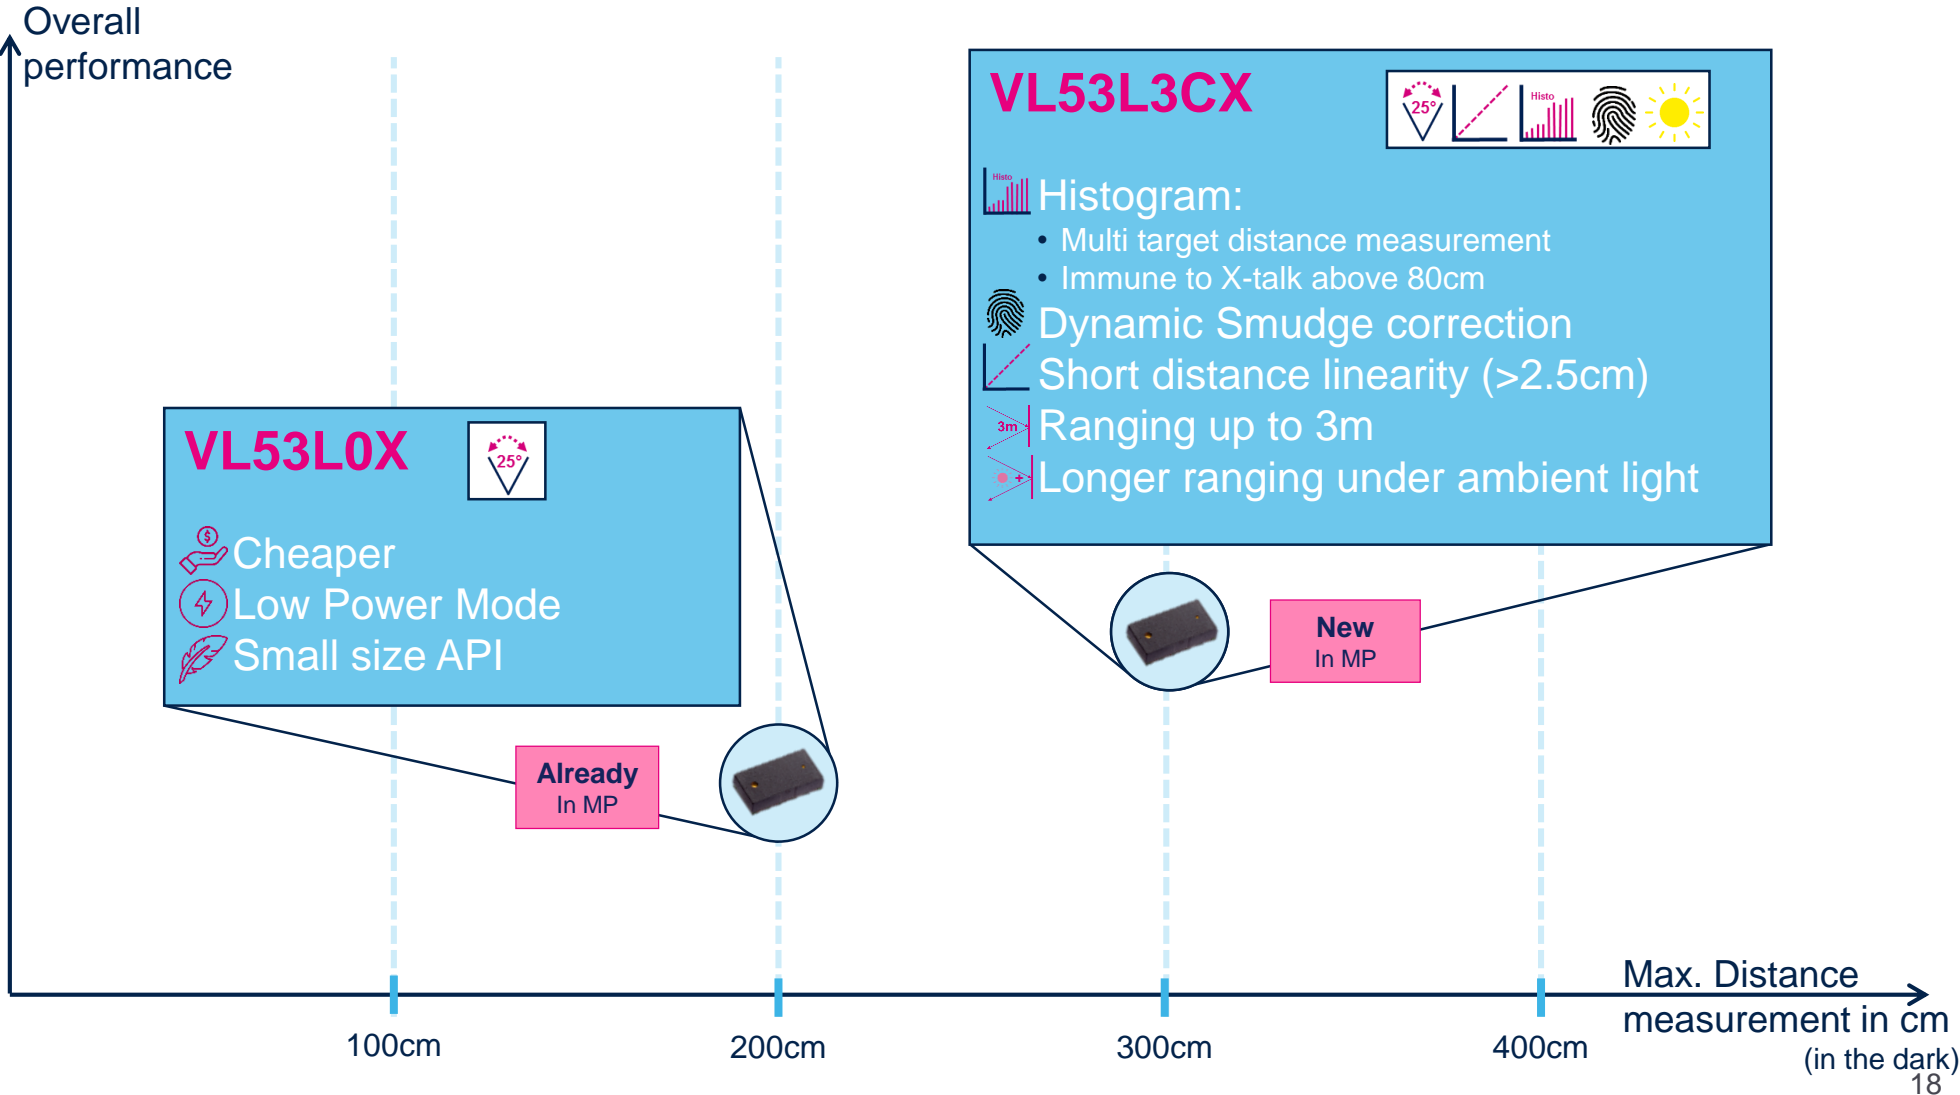 Overall
performance
VL53L3CX
25°
Histo
Histo
Histogram:
• Multi target distance measurement
• Immune to X-talk above 80cm
Dynamic Smudge correction
Short distance linearity (>2.5cm)
3m
Ranging up to 3m
+
Longer ranging under ambient light
VL53L0X
25°
$
Cheaper
Low Power Mode
Small size API
New
In MP
Already
In MP
Max. Distance
measurement in cm
(in the dark)
100cm
200cm
300cm
400cm
18